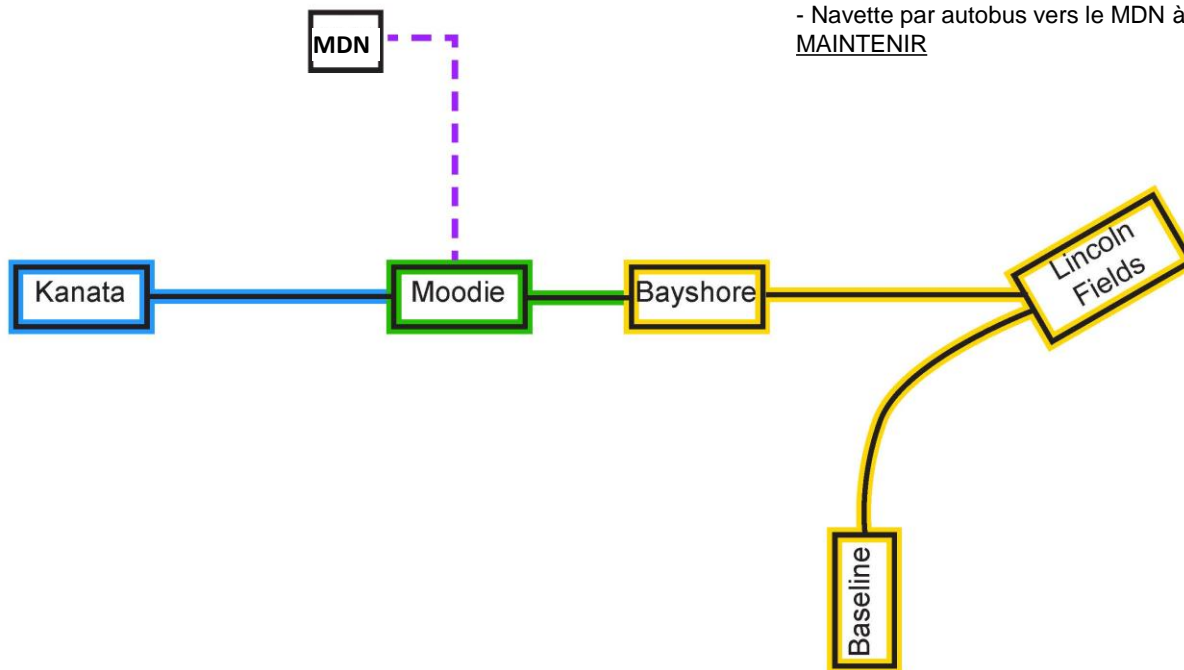 - Navette par autobus vers le MDN à
MAINTENIR
MDN
Kanata
Moodie
Bayshore
Lincoln
Fields
Baseline